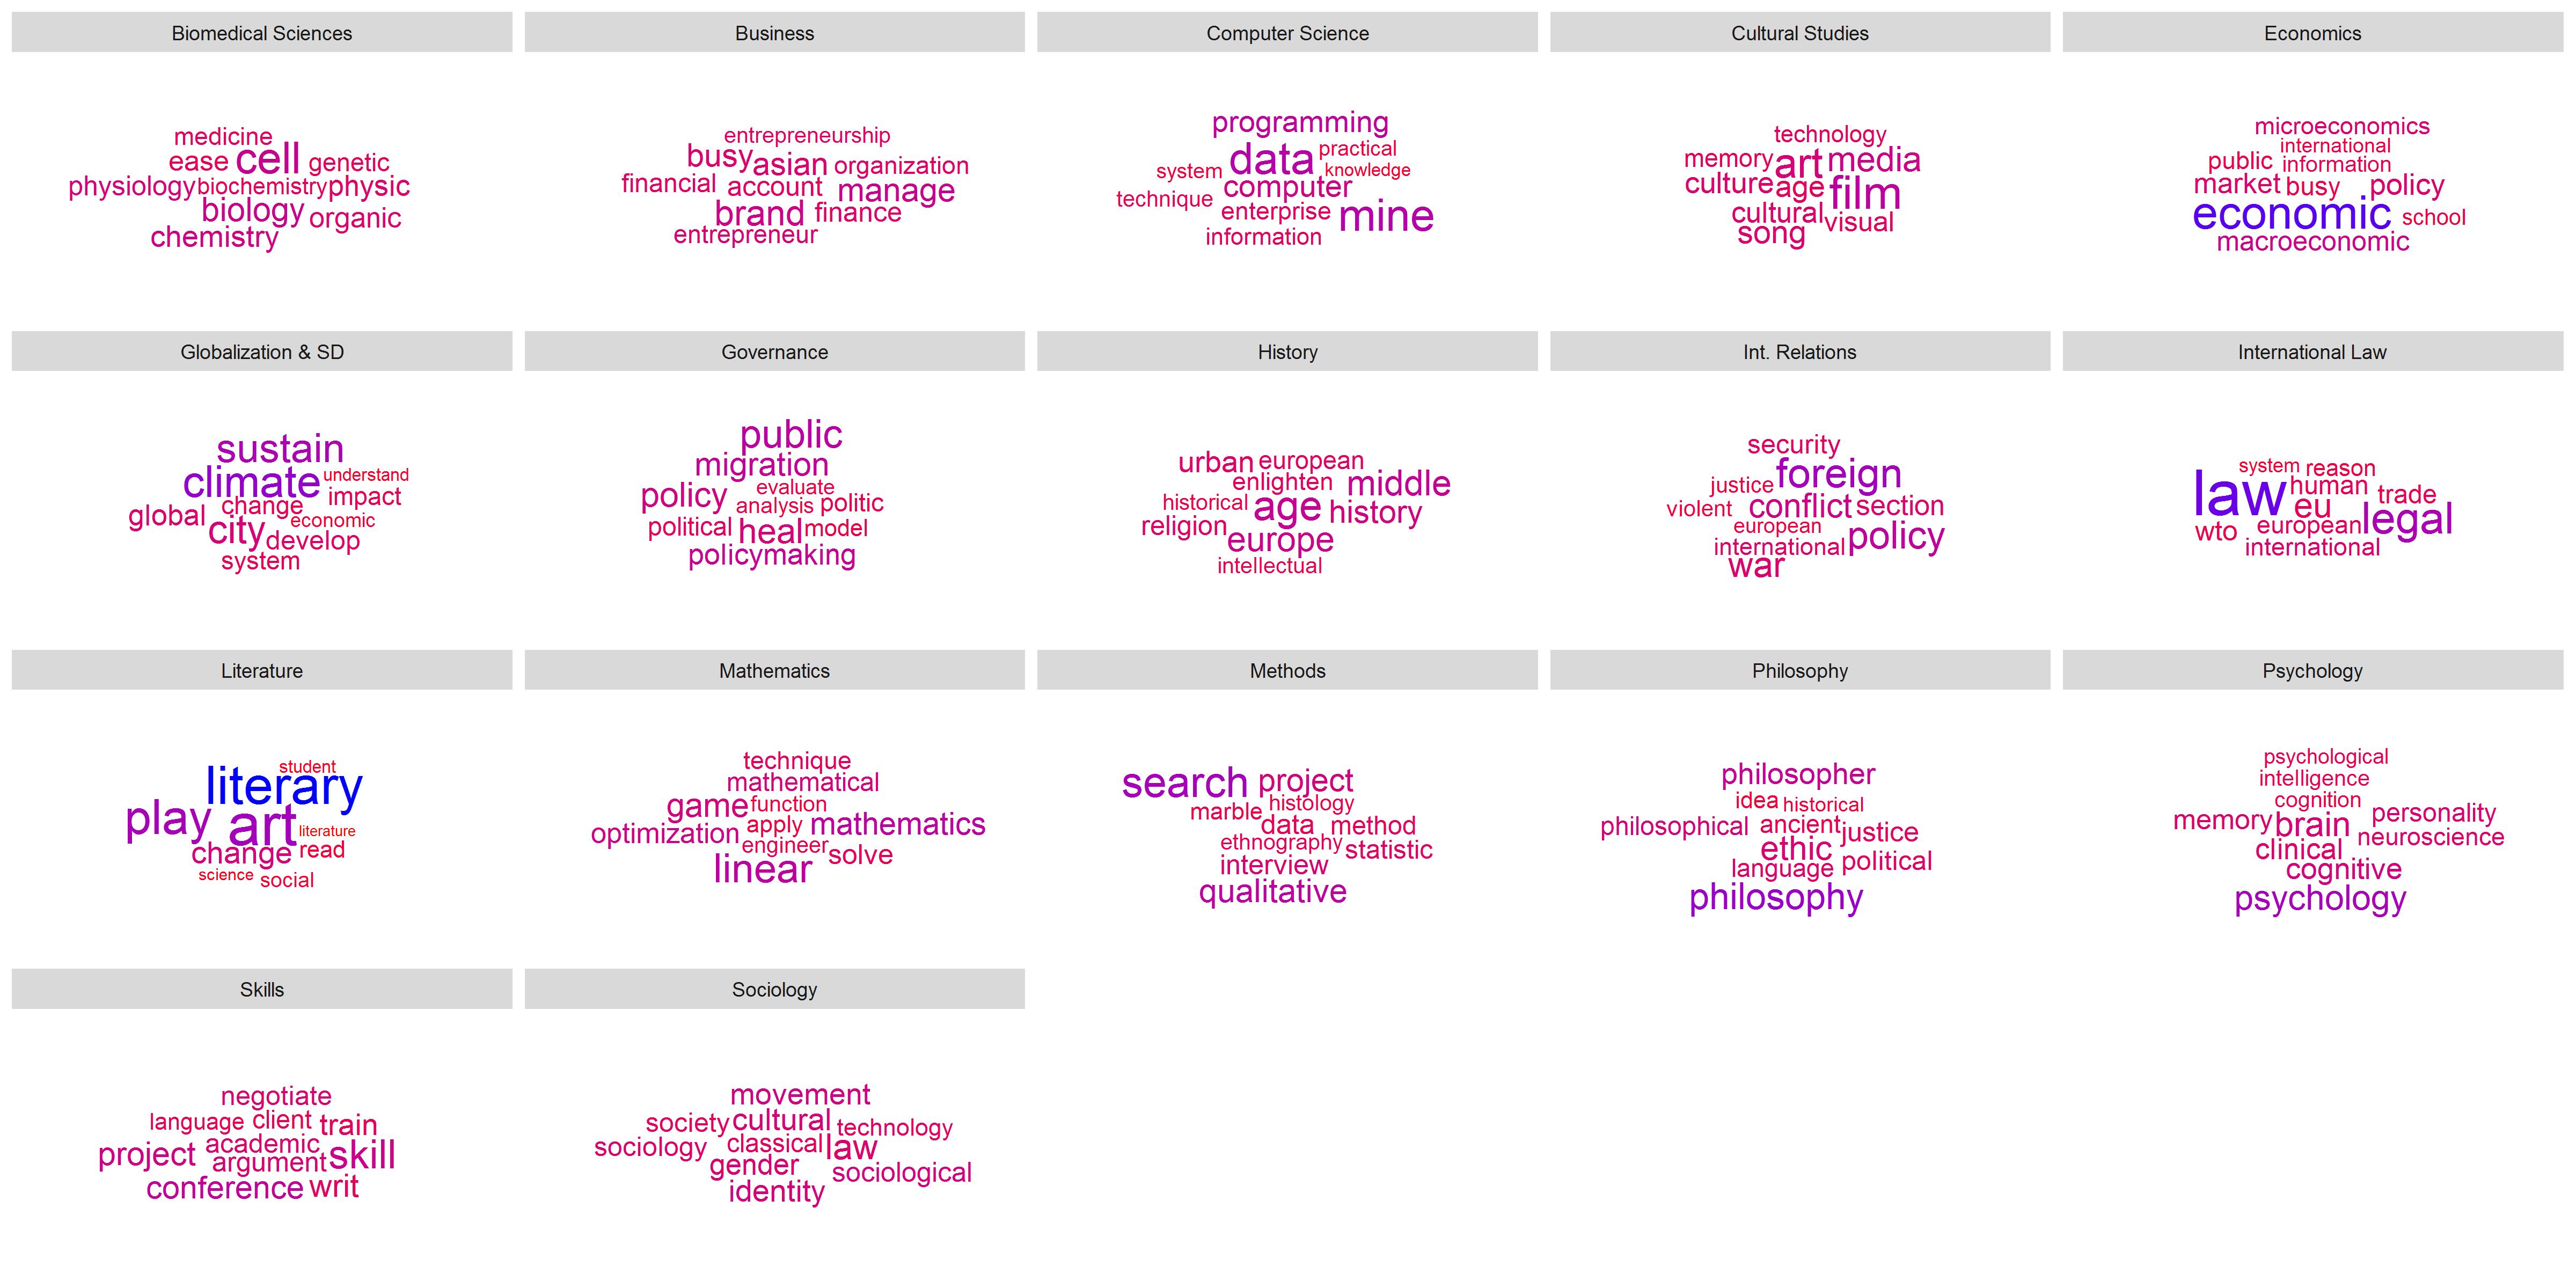 Biomedical Sciences
medicine
ease cell genetic
physiology biochemistry physic
biology organic
chemistry
Business
entrepreneurship
busy asian organization
financial account manage
brand finance
entrepreneur
Computer Science
programming
data practical
system knowledge
computer
technique enterprise mine
information
Cultural Studies
technology
memory art media
culture age film
cultural visual
song
Economics
microeconomics
international
public information
market busy policy
economic school
macroeconomic
Globalization & SD
sustain
climate understand
change impact
global city economic
develop
system
Governance
public
migration
policy evaluate
analysis politic
political heal model
policymaking
History
urban european
enlighten middle
historical age history
religion europe
intellectual
Int. Relations
security
foreign
justice
violent conflict section
european
international policy
war
International Law
system reason
law human trade
eu
wto european legal
international
Literature
student
literary
play art literature
change read
science social
Mathematics
technique
mathematical
game function
optimization apply mathematics
engineer solve
linear
Methods
search project
marble histology
data method
ethnography statistic
interview
qualitative
Philosophy
philosopher
idea historical
philosophical ancient justice
ethic
language political
philosophy
Psychology
psychological
intelligence
cognition personality
memory brain neuroscience
clinical
cognitive
psychology
Skills
negotiate
language client train
academic
project argument skill
conference writ
Sociology
movement
society cultural technology
sociology classical law
gender sociological
identity